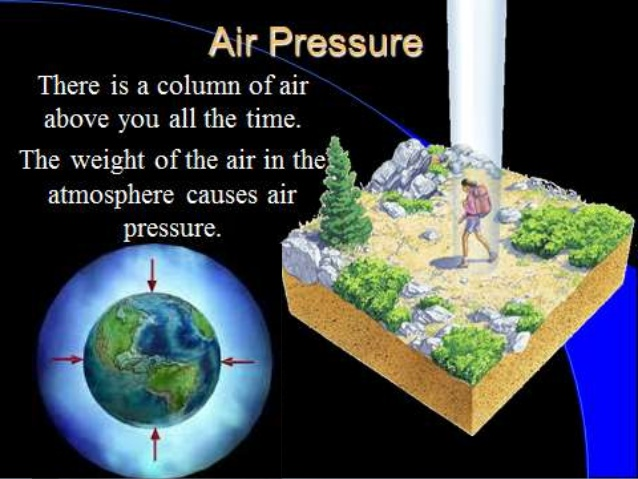 Air Pressure
There is a column of air
above you all the time.
The weight of the air in the
atmosphere causes air
pressure.